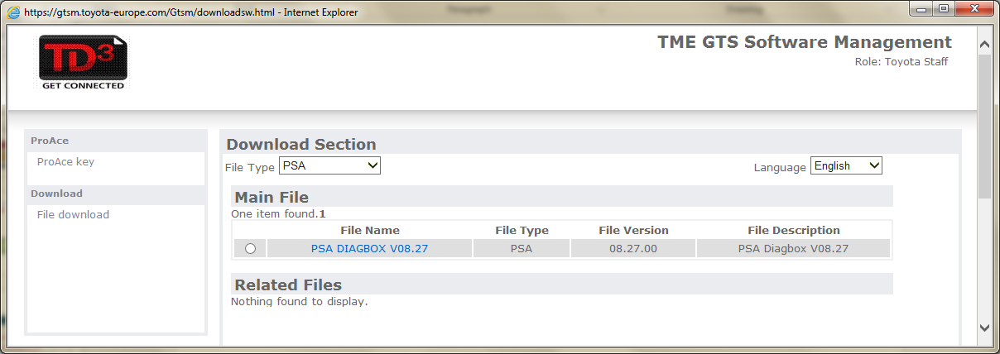 https://gtsm.toyota-europe.com/Gtsm/downloadsw.html - Internet Explorer
TD3
GET CONNECTED
TME GTS Software Management
Role: Toyota Staff
ProAce
ProAce key
Download
File download
Download Section
File Type PSA Language English
Main File
One item found.1
File Name File Type File Version File Description
PSA DIAGBOX V08.27 PSA 08.27.00 PSA Diagbox V08.27
Related Files
Nothing found to display.